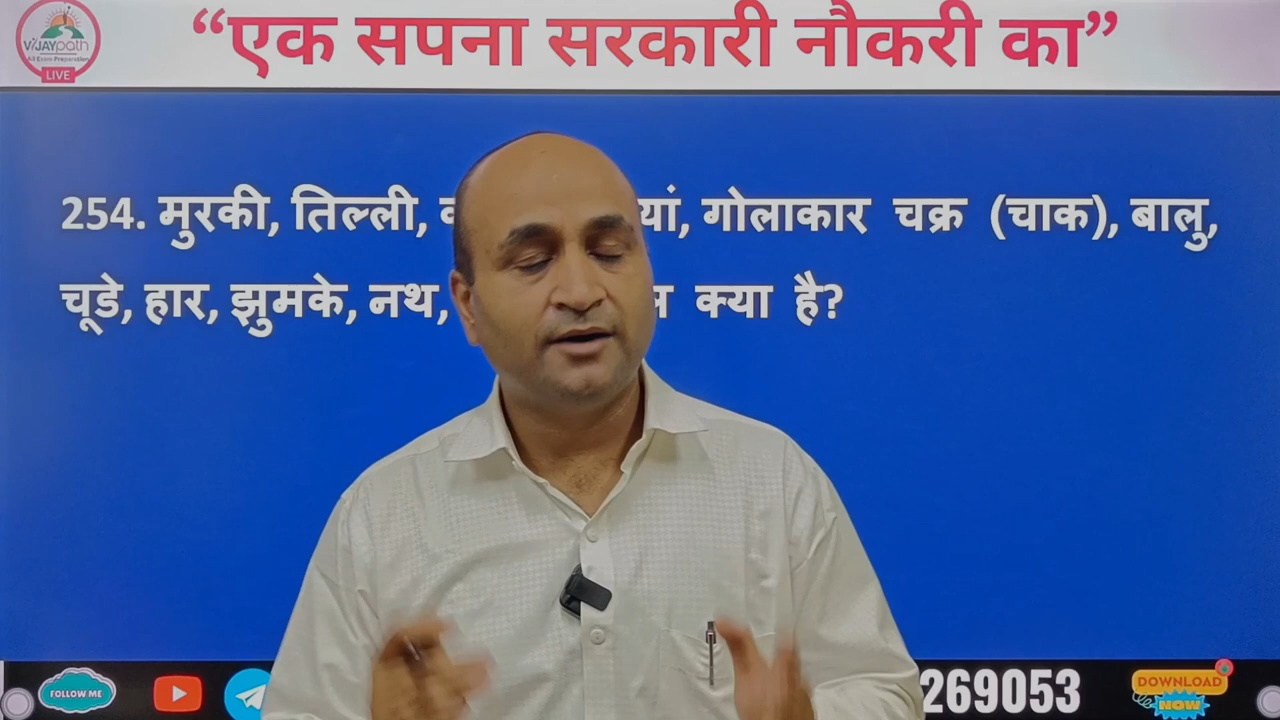 VIJAYpath
All Exam Preparation
LIVE
“एक सपना सरकारी नौकरी का”
254. मुरकी, तिल्ली, गोलाकार चक्र (चाक), बालु,
चूडे, हार, झुमके, नथ, क्या है?
FOLLOW ME
269053
DOWNLOAD
NOW